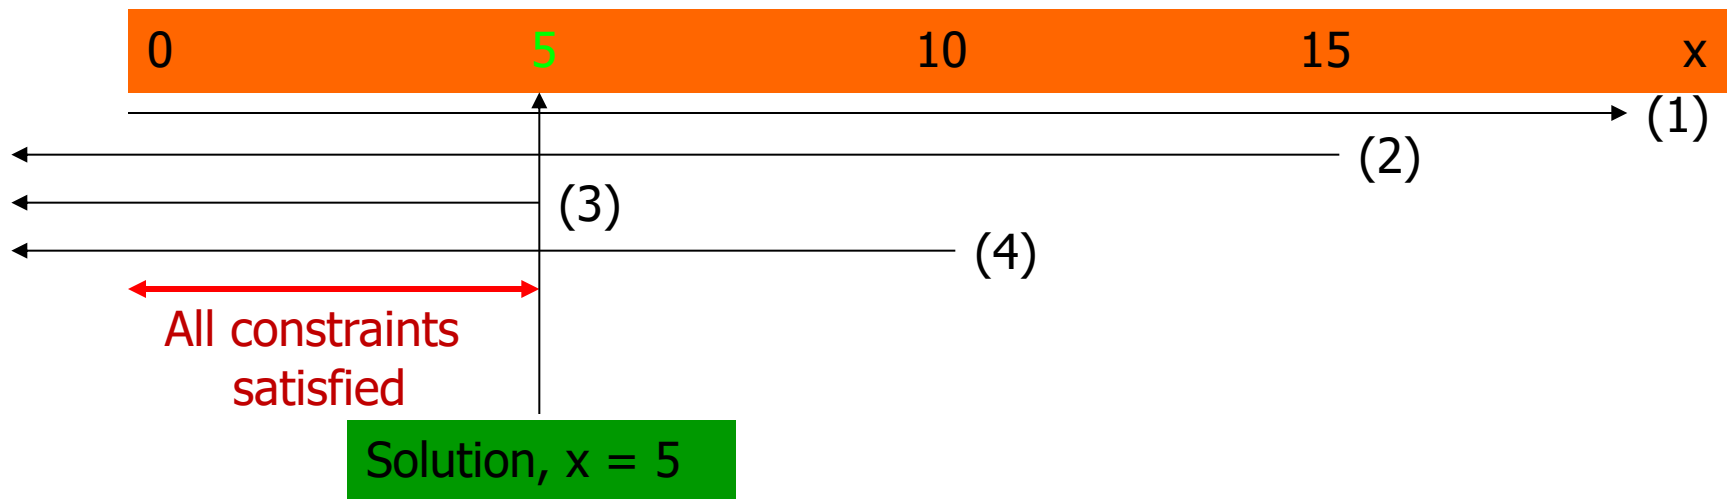 0 5 10 15 x
(1)
(2)
(3)
(4)
All constraints
satisfied
Solution, x = 5